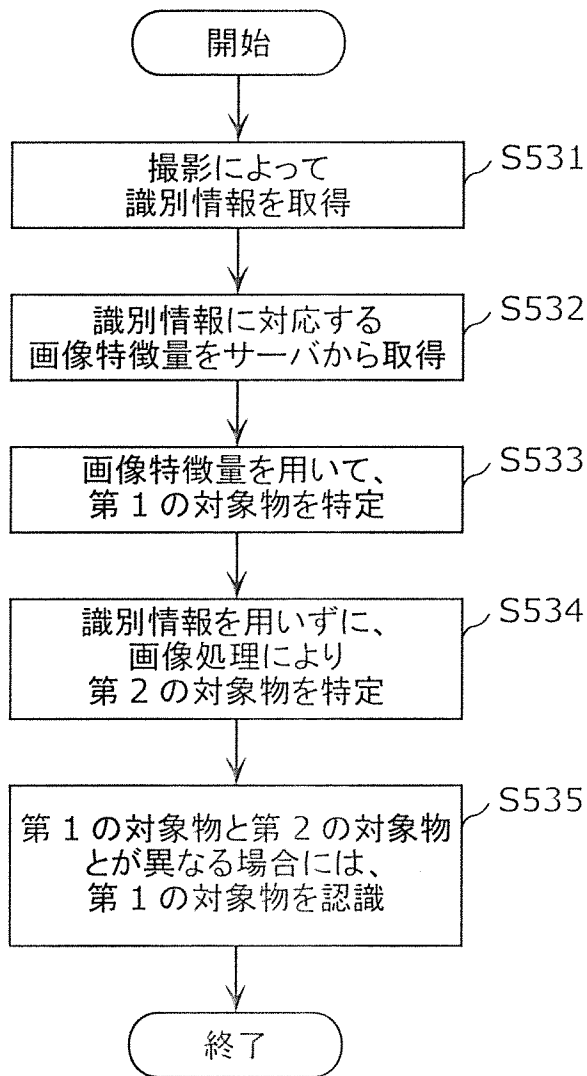 開始
撮影によって
識別情報を取得
S531
識別情報に対応する
画像特徴量をサーバから取得
S532
画像特徴量を用いて、
第1の対象物を特定
S533
識別情報を用いずに、
画像処理により
第2の対象物を特定
S534
第1の対象物と第2の対象物
とが異なる場合には、
第1の対象物を認識
S535
終了